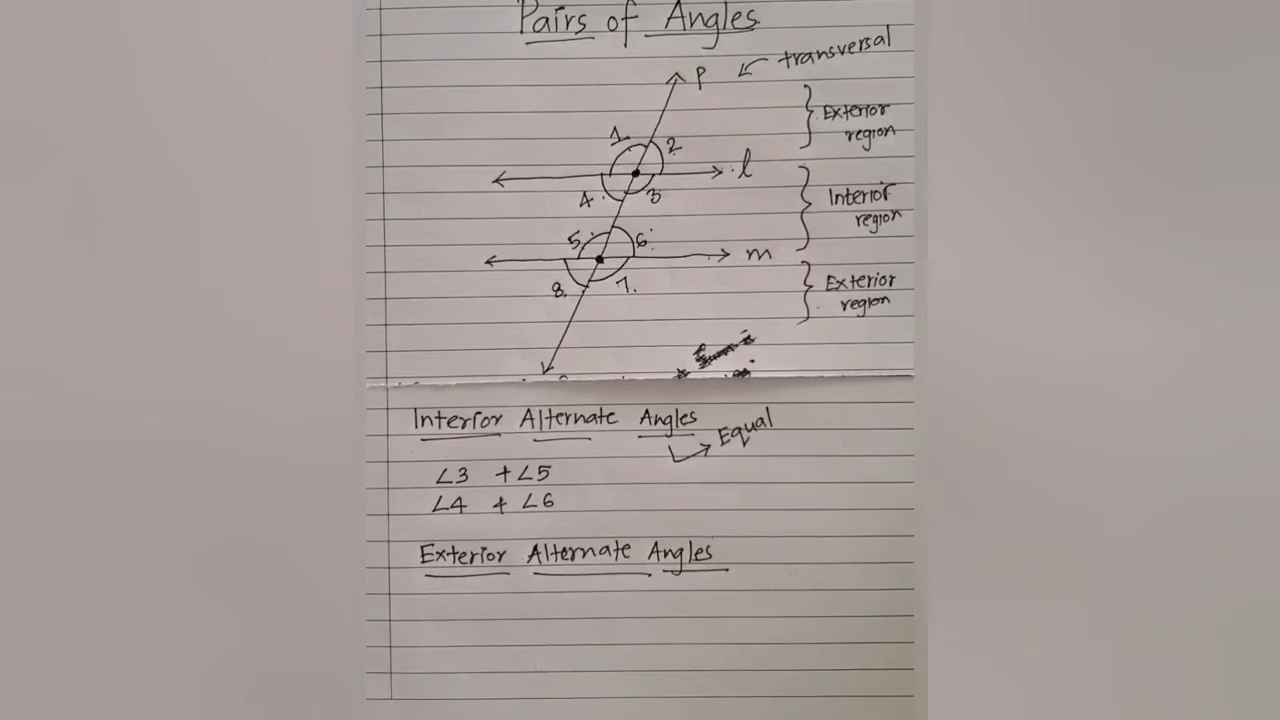 Pairs of Angles
transversal
p
Exterior
region
1.
2.
l
4.
3
Interior
region
5.
6.
m
8.
7.
Exterior
region
Interior Alternate Angles
Equal
∠3 + ∠5
∠4 + ∠6
Exterior Alternate Angles